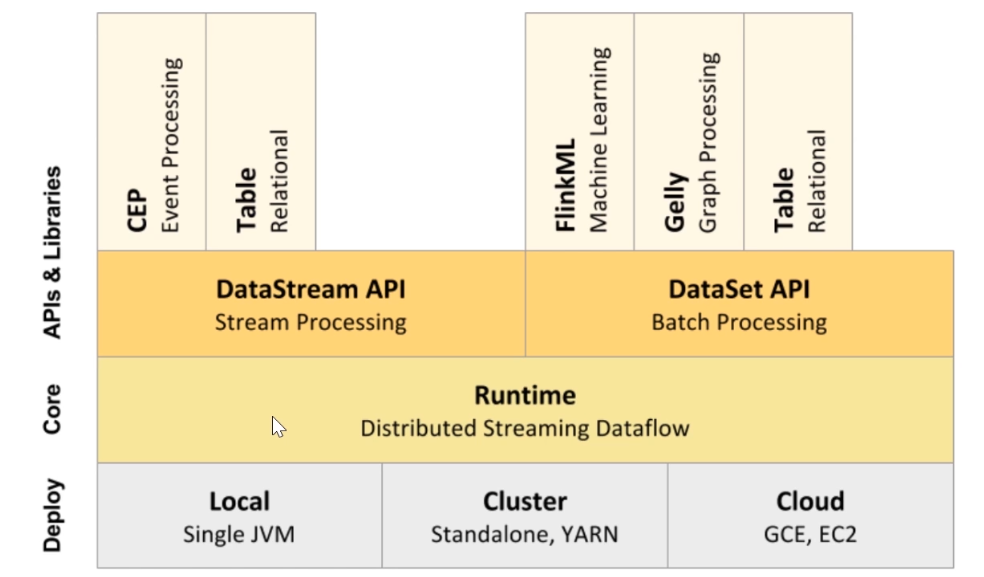 APIs & Libraries
CEP
Event Processing
Table
Relational
FlinkML
Machine Learning
Gelly
Graph Processing
Table
Relational
DataStream API
Stream Processing
DataSet API
Batch Processing
Core
Runtime
Distributed Streaming Dataflow
Deploy
Local
Single JVM
Cluster
Standalone, YARN
Cloud
GCE, EC2